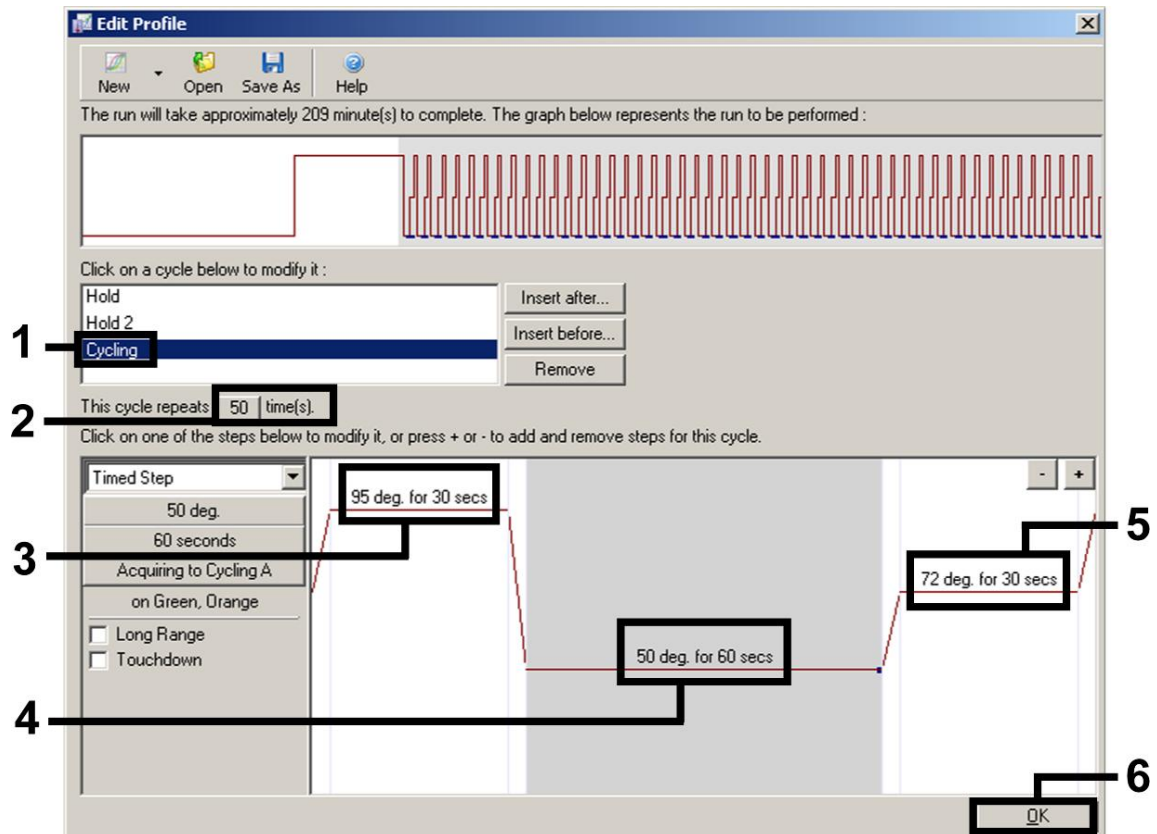 Edit Profile
New Open Save As Help
The run will take approximately 209 minute(s) to complete. The graph below represents the run to be performed :
Click on a cycle below to modify it :
Hold
Hold 2
1 Cycling
Insert after...
Insert before...
Remove
2 This cycle repeats 50 time(s).
Click on one of the steps below to modify it, or press + or - to add and remove steps for this cycle.
Timed Step
50 deg.
60 seconds
Acquiring to Cycling A
on Green, Orange
Long Range
Touchdown
- +
95 deg. for 30 secs
3
50 deg. for 60 secs
4
72 deg. for 30 secs
5
6
OK